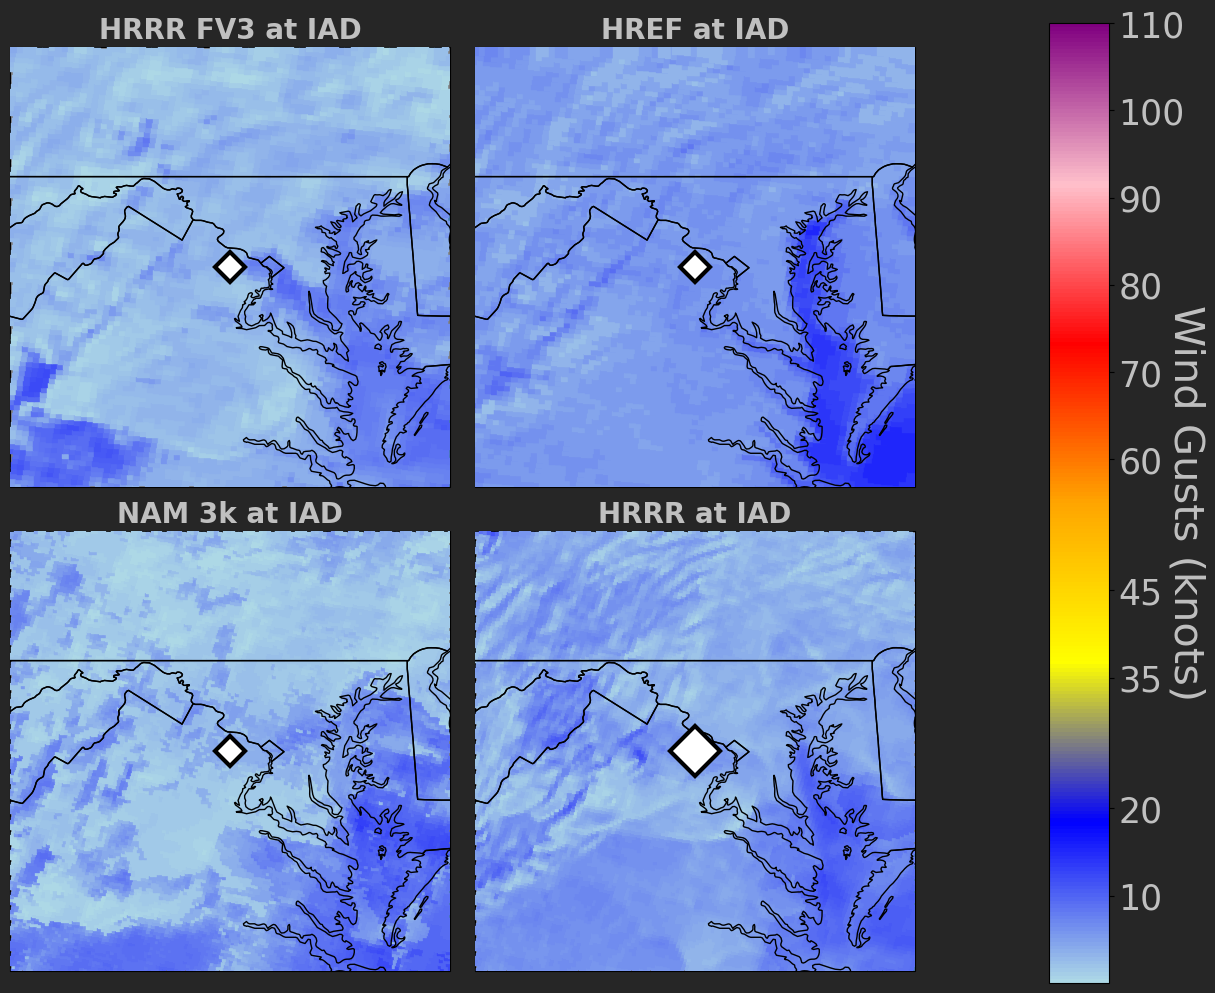 HRRR FV3 at IAD
HREF at IAD
NAM 3k at IAD
HRRR at IAD
110
100
90
80
70
60
45
35
20
10
Wind Gusts (knots)